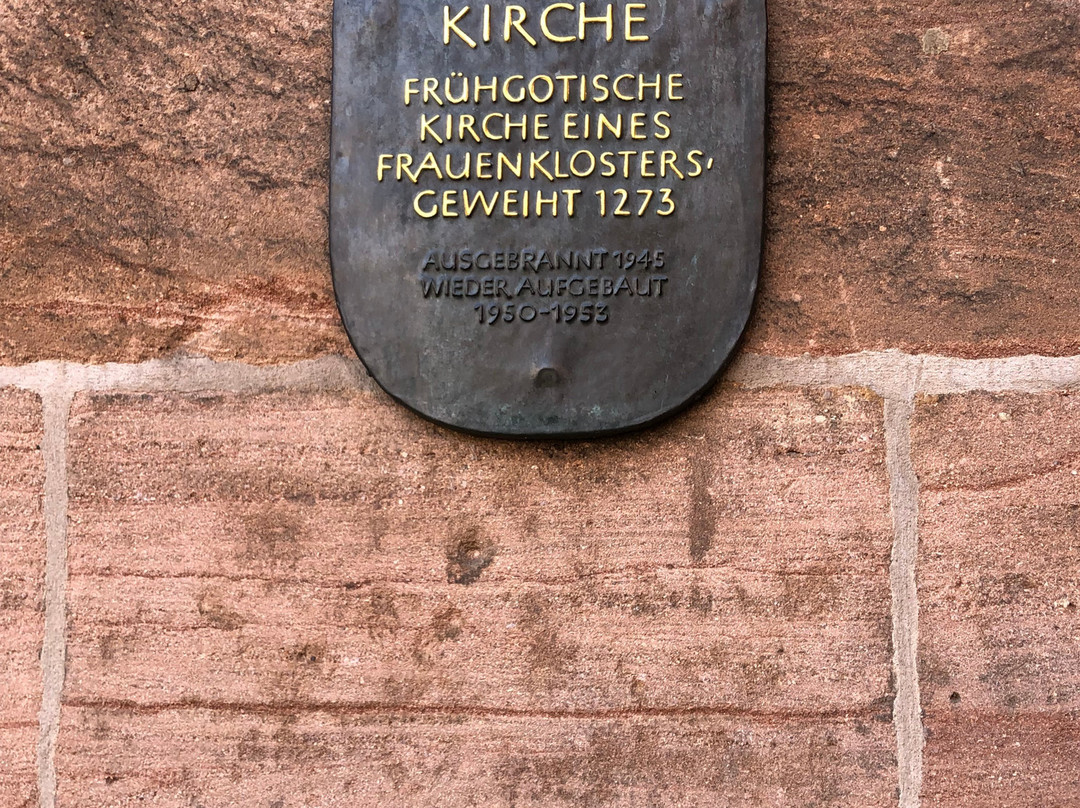 KIRCHE
FRÜHGOTISCHE
KIRCHE EINES
FRAUENKLOSTERS,
GEWEIHT 1273
AUSGEBRANNT 1945
WIEDER AUFGEBAUT
1950-1953